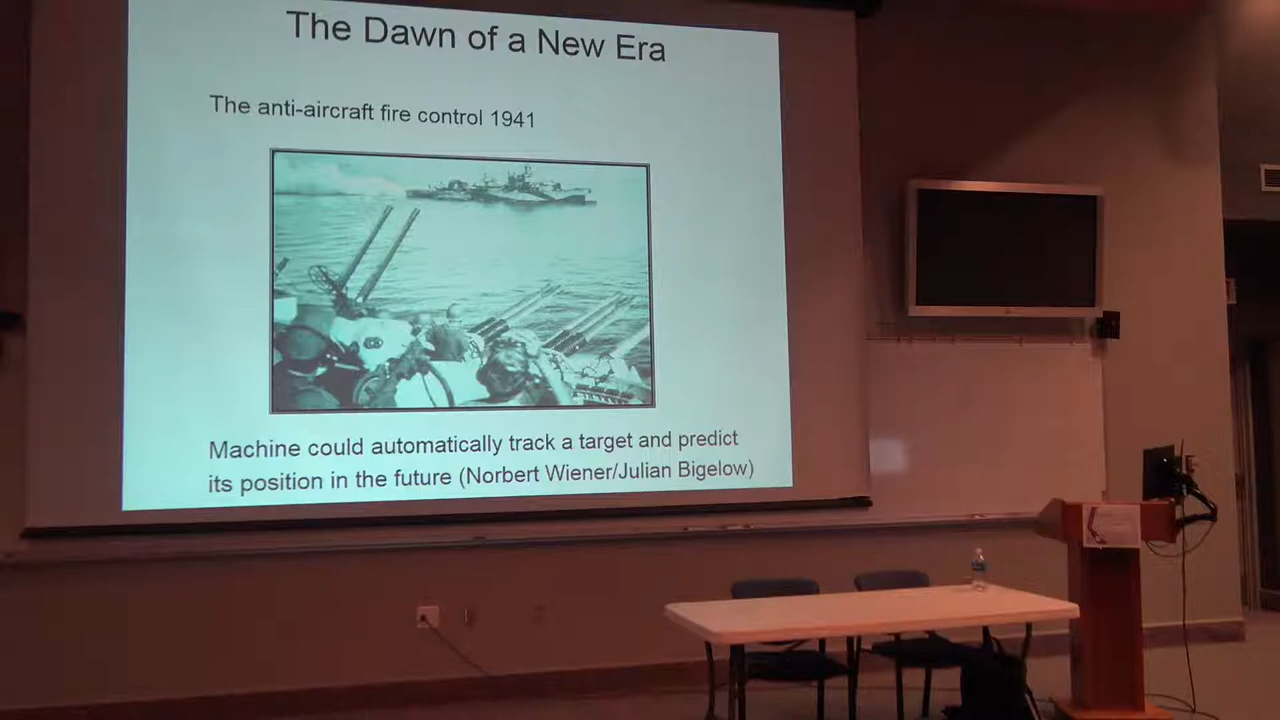 The Dawn of a New Era
The anti-aircraft fire control 1941
Machine could automatically track a target and predict
its position in the future (Norbert Wiener/Julian Bigelow)